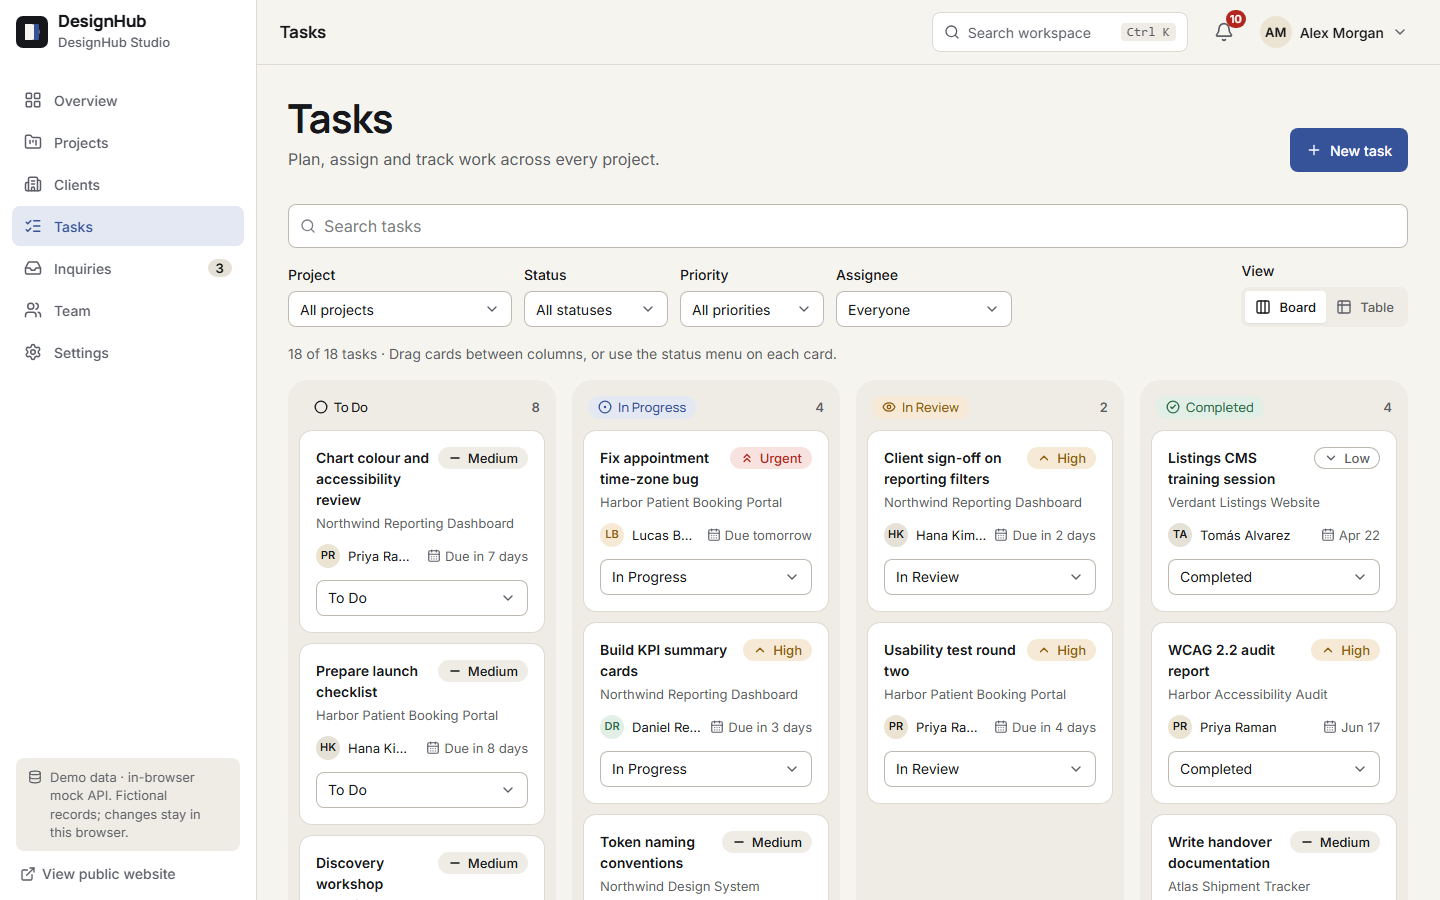 DesignHub
DesignHub Studio
Overview
Projects
Clients
Tasks
Inquiries
3
Team
Settings
Demo data · in-browser
mock API. Fictional
records; changes stay in
this browser.
View public website
Tasks
Search workspace
Ctrl K
10
AM
Alex Morgan
Tasks
Plan, assign and track work across every project.
New task
Search tasks
Project
All projects
Status
All statuses
Priority
All priorities
Assignee
Everyone
View
Board
Table
18 of 18 tasks · Drag cards between columns, or use the status menu on each card.
To Do
8
Chart colour and
accessibility
review
Medium
Northwind Reporting Dashboard
PR
Priya Ra...
Due in 7 days
To Do
Prepare launch
checklist
Medium
Harbor Patient Booking Portal
HK
Hana Ki...
Due in 8 days
To Do
Discovery
workshop
Medium
In Progress
4
Fix appointment
time-zone bug
Urgent
Harbor Patient Booking Portal
LB
Lucas B...
Due tomorrow
In Progress
Build KPI summary
cards
High
Northwind Reporting Dashboard
DR
Daniel Re...
Due in 3 days
In Progress
Token naming
conventions
Medium
Northwind Design System
In Review
2
Client sign-off on
reporting filters
High
Northwind Reporting Dashboard
HK
Hana Kim...
Due in 2 days
In Review
Usability test round
two
High
Harbor Patient Booking Portal
PR
Priya Ra...
Due in 4 days
In Review
Completed
4
Listings CMS
training session
Low
Verdant Listings Website
TA
Tomás Alvarez
Apr 22
Completed
WCAG 2.2 audit
report
High
Harbor Accessibility Audit
PR
Priya Raman
Jun 17
Completed
Write handover
documentation
Medium
Atlas Shipment Tracker